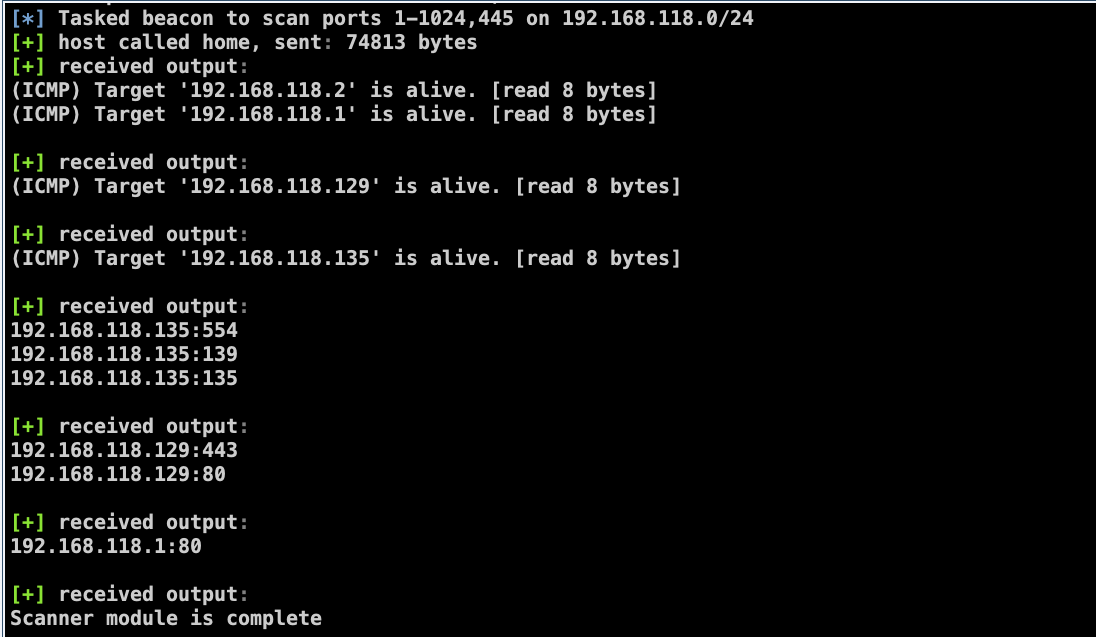 [*] Tasked beacon to scan ports 1-1024,445 on 192.168.118.0/24
[+] host called home, sent: 74813 bytes
[+] received output:
(ICMP) Target '192.168.118.2' is alive. [read 8 bytes]
(ICMP) Target '192.168.118.1' is alive. [read 8 bytes]
[+] received output:
(ICMP) Target '192.168.118.129' is alive. [read 8 bytes]
[+] received output:
(ICMP) Target '192.168.118.135' is alive. [read 8 bytes]
[+] received output:
192.168.118.135:554
192.168.118.135:139
192.168.118.135:135
[+] received output:
192.168.118.129:443
192.168.118.129:80
[+] received output:
192.168.118.1:80
[+] received output:
Scanner module is complete